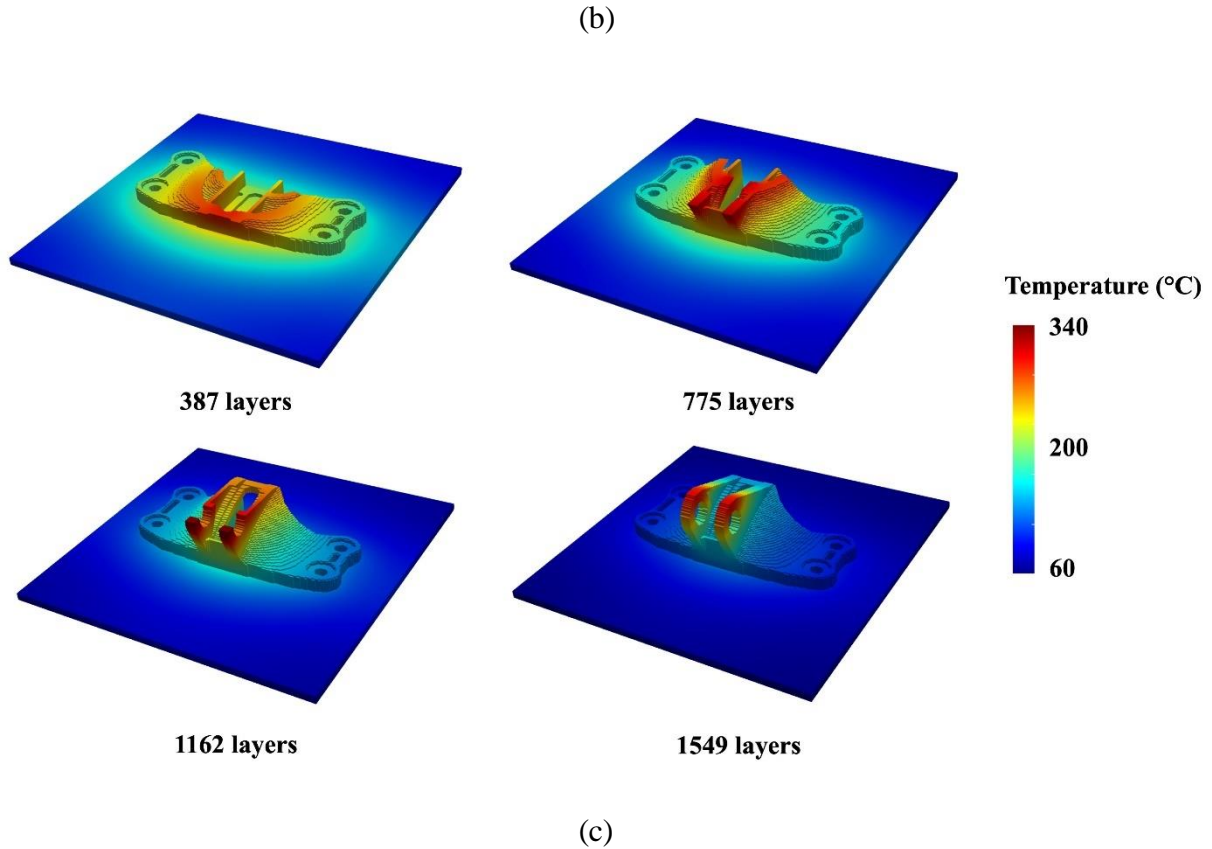 (b)
387 layers
775 layers
Temperature (°C)
340
200
60
1162 layers
1549 layers
(c)